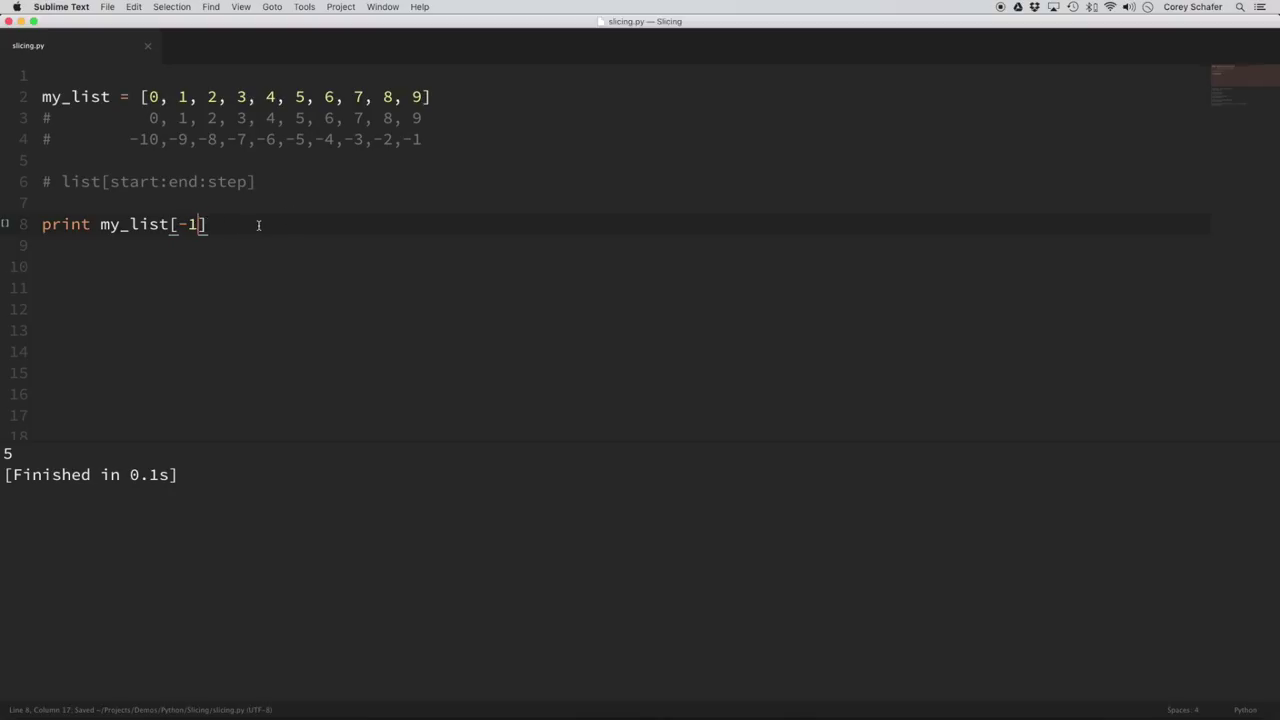 Sublime Text File Edit Selection Find View Goto Tools Project Window Help Corey Schafer
slicing.py — Slicing
slicing.py
1
2 my_list = [0, 1, 2, 3, 4, 5, 6, 7, 8, 9]
3 # 0, 1, 2, 3, 4, 5, 6, 7, 8, 9
4 # -10,-9,-8,-7,-6,-5,-4,-3,-2,-1
5
6 # list[start:end:step]
7
8 print my_list[-1]
9
10
11
12
13
14
15
16
17
18
5
[Finished in 0.1s]
Line 8, Column 17; Saved ~/Projects/Demos/Python/Slicing/slicing.py (UTF-8) Spaces: 4 Python